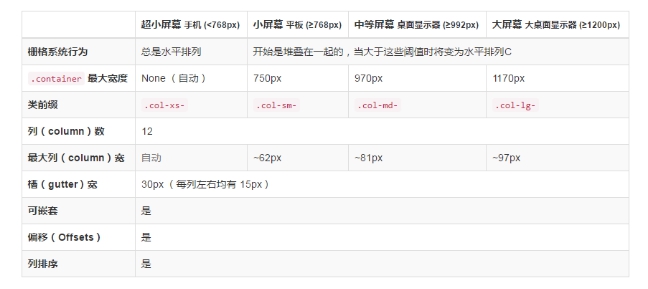 超小屏幕 手机 (<768px) 小屏幕 平板 (≥768px) 中等屏幕 桌面显示器 (≥992px) 大屏幕 大桌面显示器 (≥1200px)
栅格系统行为 总是水平排列 开始是堆叠在一起的，当大于这些阈值时将变为水平排列C
.container 最大宽度 None （自动） 750px 970px 1170px
类前缀 .col-xs- .col-sm- .col-md- .col-lg-
列（column）数 12
最大列（column）宽 自动 ~62px ~81px ~97px
槽（gutter）宽 30px （每列左右均有 15px）
可嵌套 是
偏移（Offsets） 是
列排序 是